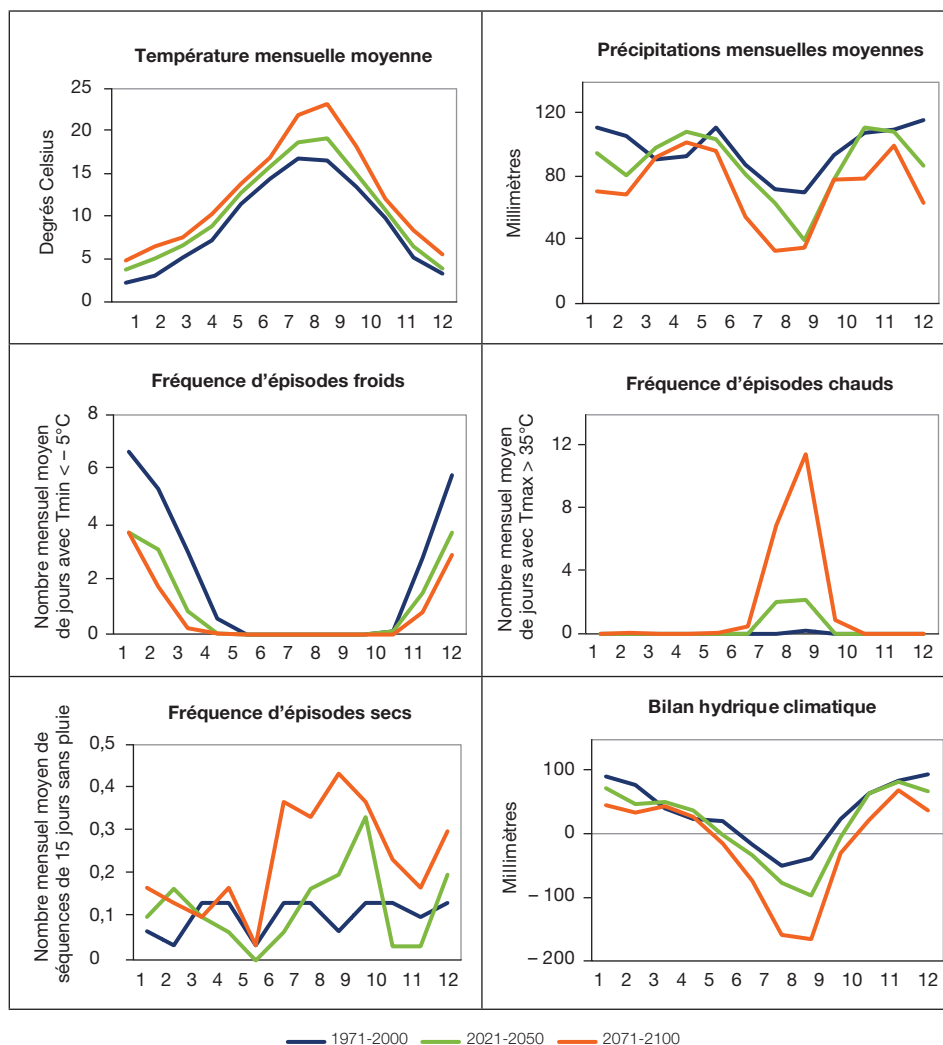 Température mensuelle moyenne
Degrés Celsius
25
20
15
10
5
0
1 2 3 4 5 6 7 8 9 10 11 12
Précipitations mensuelles moyennes
Millimètres
120
80
40
0
1 2 3 4 5 6 7 8 9 10 11 12
Fréquence d'épisodes froids
Nombre mensuel moyen
de jours avec Tmin < – 5°C
8
6
4
2
0
1 2 3 4 5 6 7 8 9 10 11 12
Fréquence d'épisodes chauds
Nombre mensuel moyen
de jours avec Tmax > 35°C
12
8
4
0
1 2 3 4 5 6 7 8 9 10 11 12
Fréquence d'épisodes secs
Nombre mensuel moyen de
séquences de 15 jours sans pluie
0,5
0,4
0,3
0,2
0,1
0
1 2 3 4 5 6 7 8 9 10 11 12
Bilan hydrique climatique
Millimètres
100
0
– 100
– 200
1 2 3 4 5 6 7 8 9 10 11 12
1971-2000 2021-2050 2071-2100